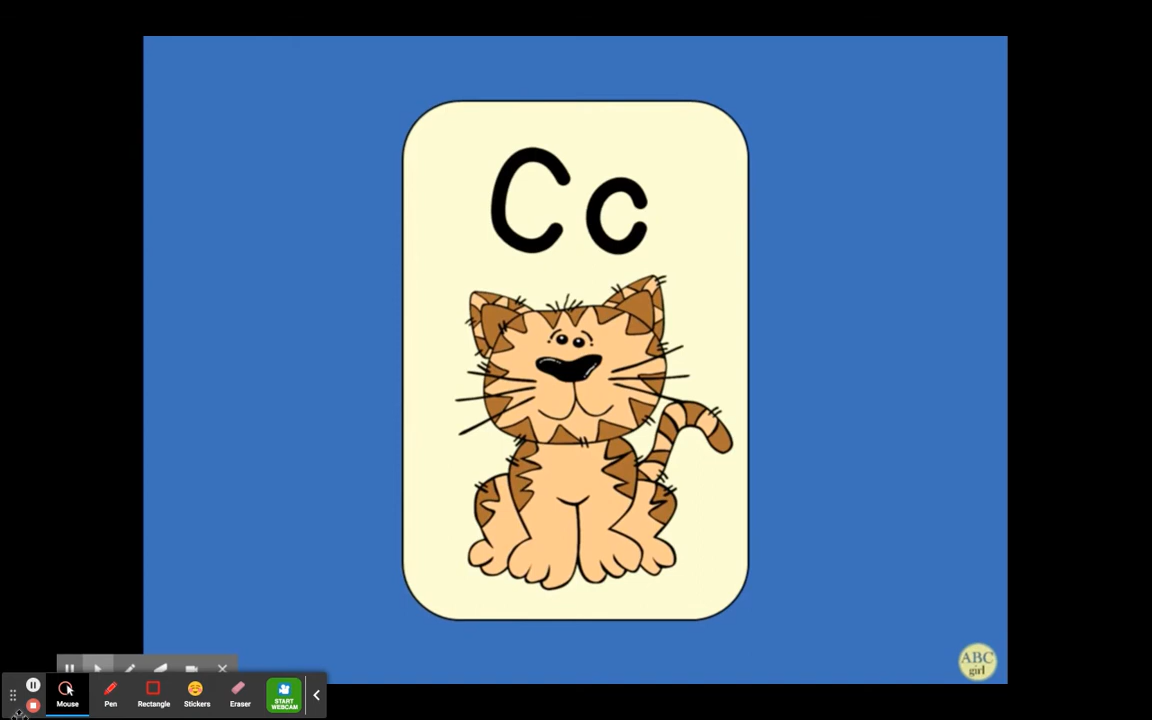 Cc
ABC
girl
Mouse
Pen
Rectangle
Stickers
Eraser
START
WEBCAM